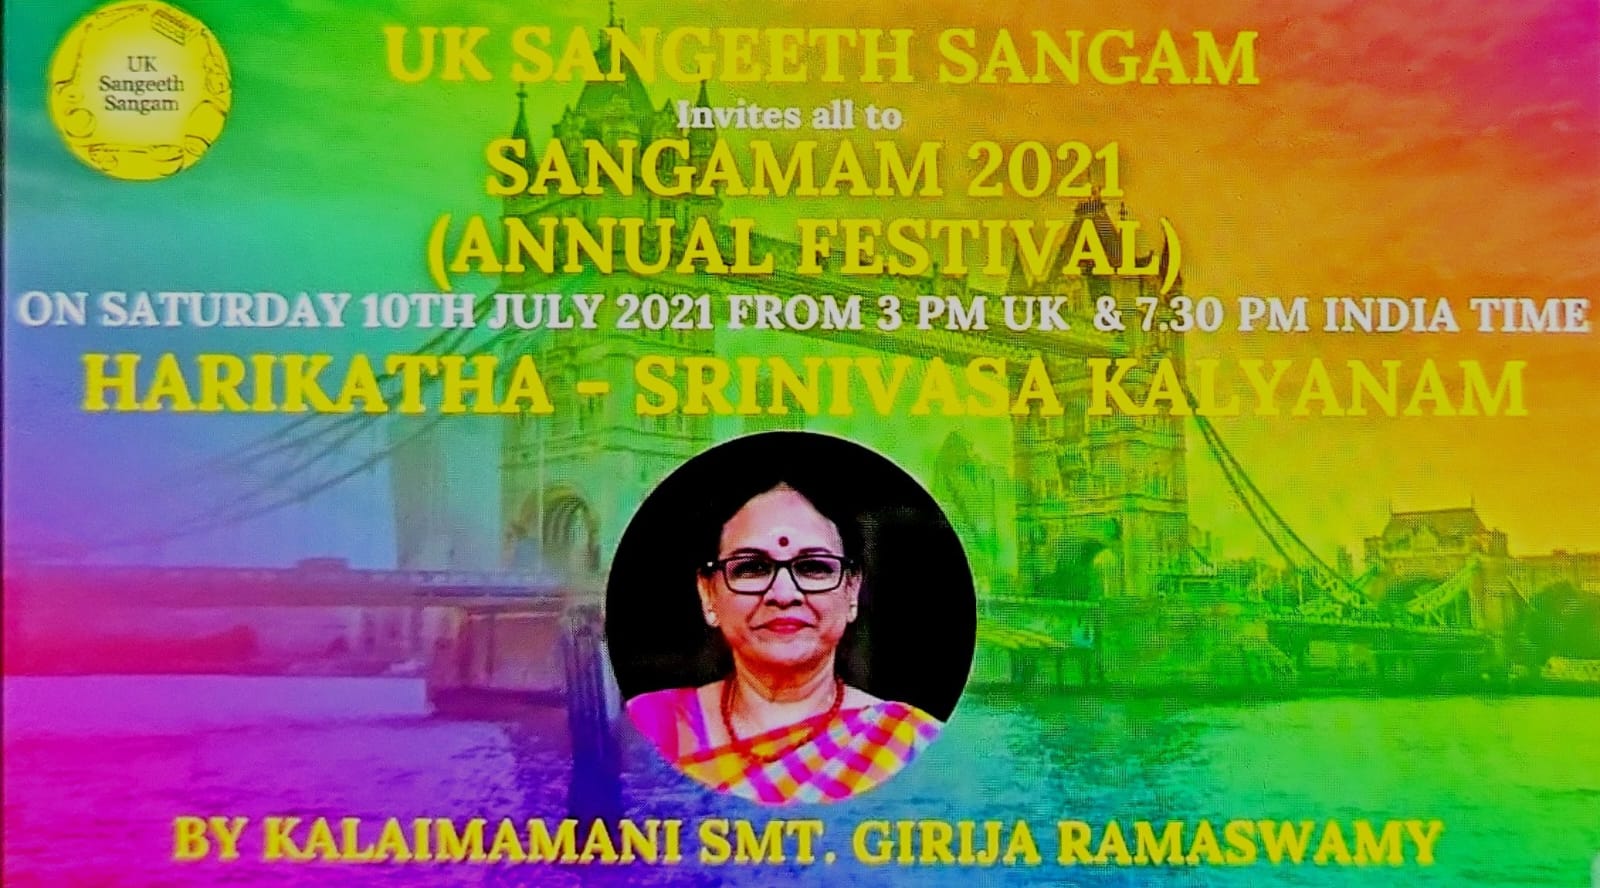 UK
Sangeeth
Sangam
UK SANGEETH SANGAM
Invites all to
SANGAMAM 2021
(ANNUAL FESTIVAL)
ON SATURDAY 10TH JULY 2021 FROM 3 PM UK & 7.30 PM INDIA TIME
HARIKATHA - SRINIVASA KALYANAM
BY KALAIMAMANI SMT. GIRIJA RAMASWAMY